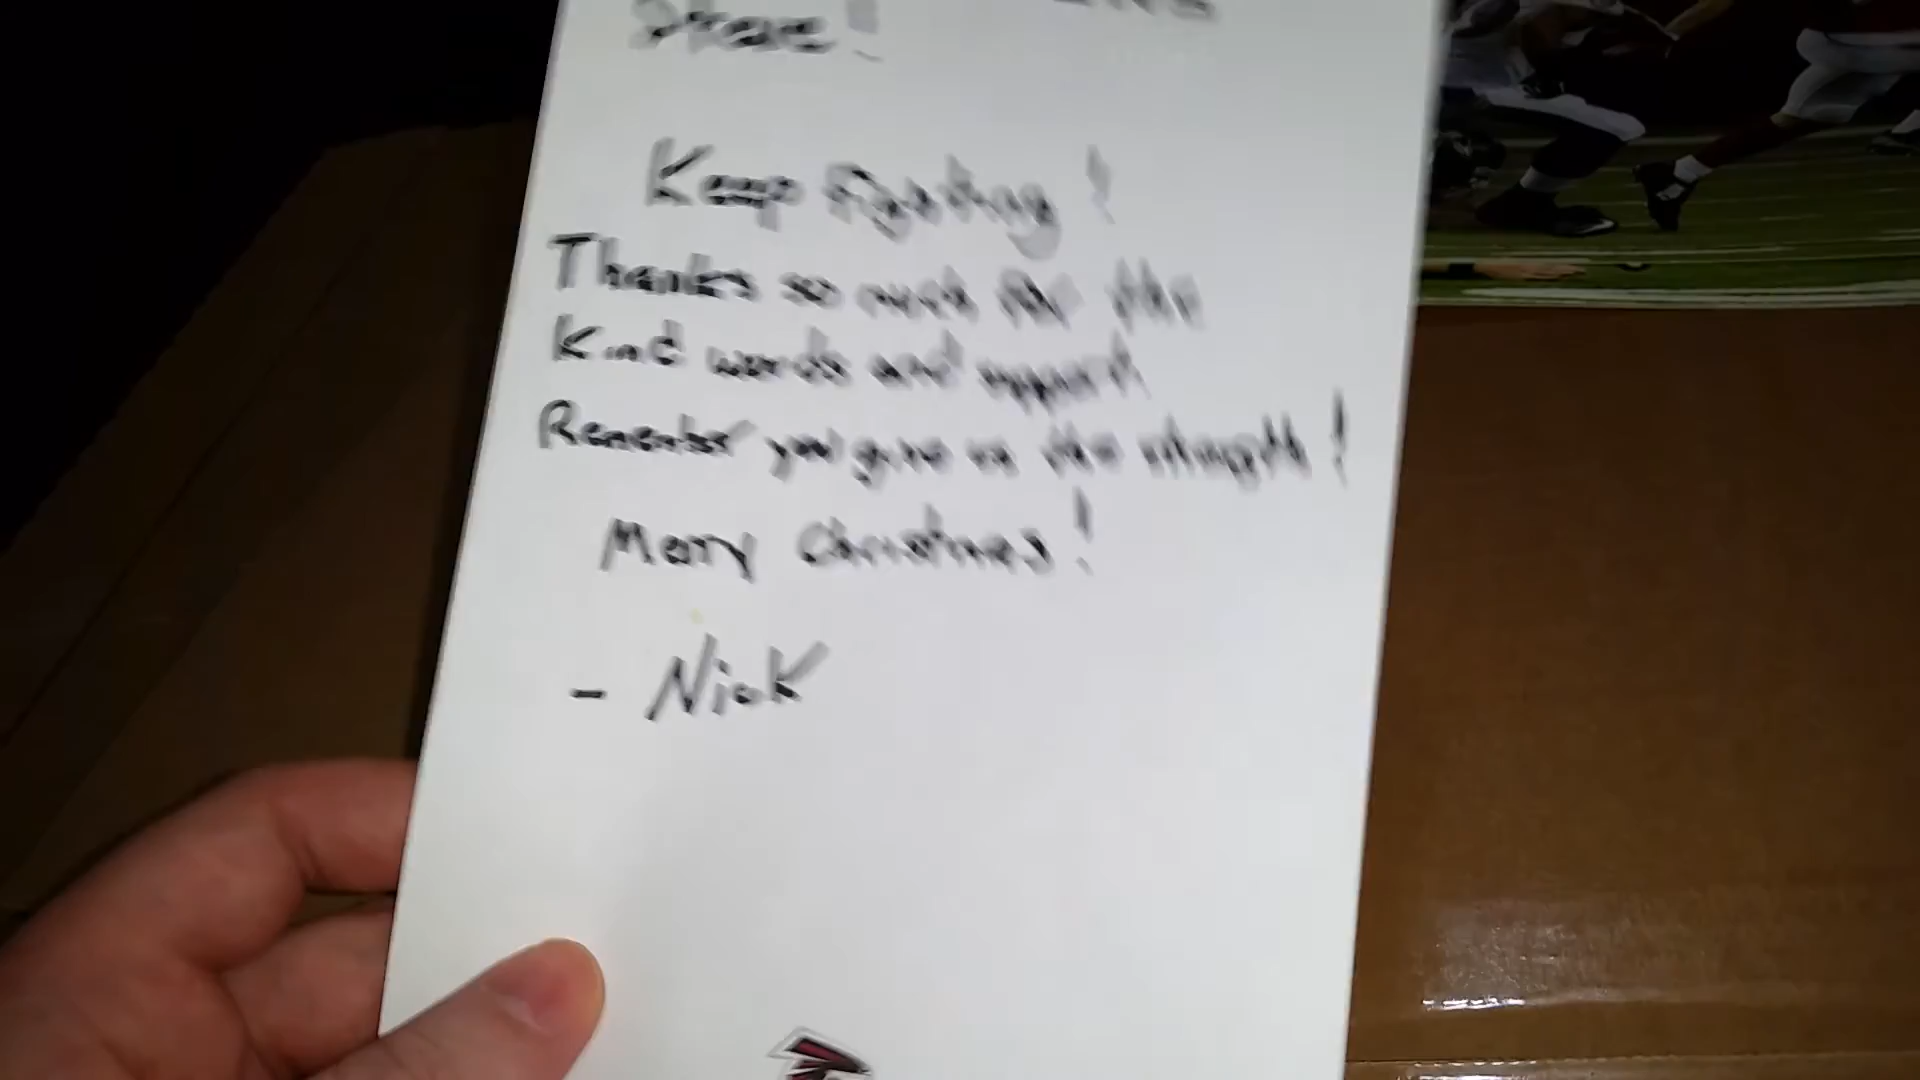 Steve!
Keep Fighting!
Thanks so much for the
Kind words and support.
Remember you give us the strength!
Merry Christmas!
- Nick